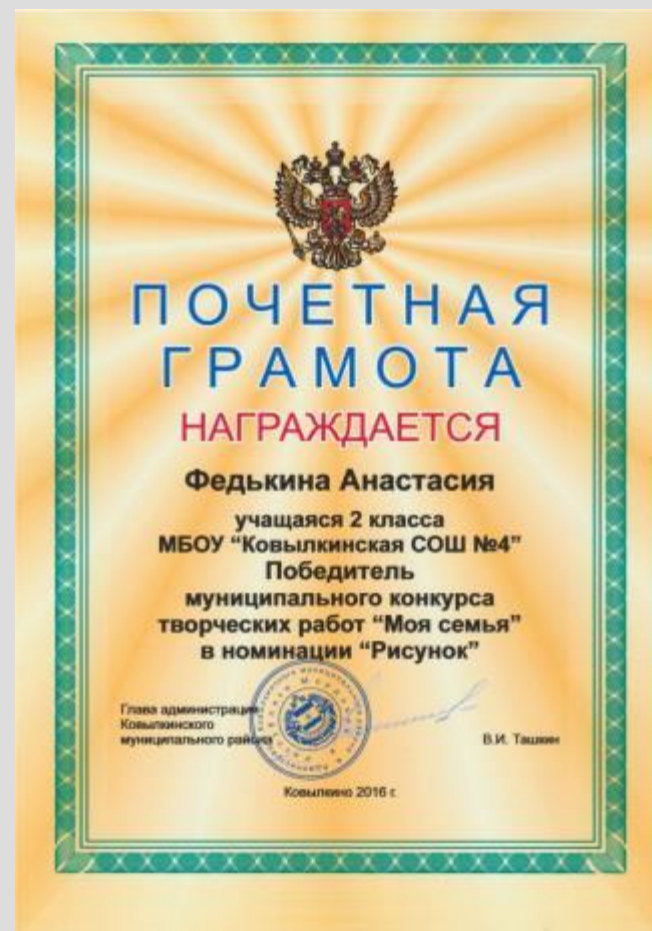 ПОЧЕТНАЯ
ГРАМОТА
НАГРАЖДАЕТСЯ
Федькина Анастасия
учащаяся 2 класса
МБОУ “Ковылкинская СОШ №4”
Победитель
муниципального конкурса
творческих работ “Моя семья”
в номинации “Рисунок”
Глава администрации
Ковылкинского
муниципального района
В.И. Ташкин
Ковылкино 2016 г.